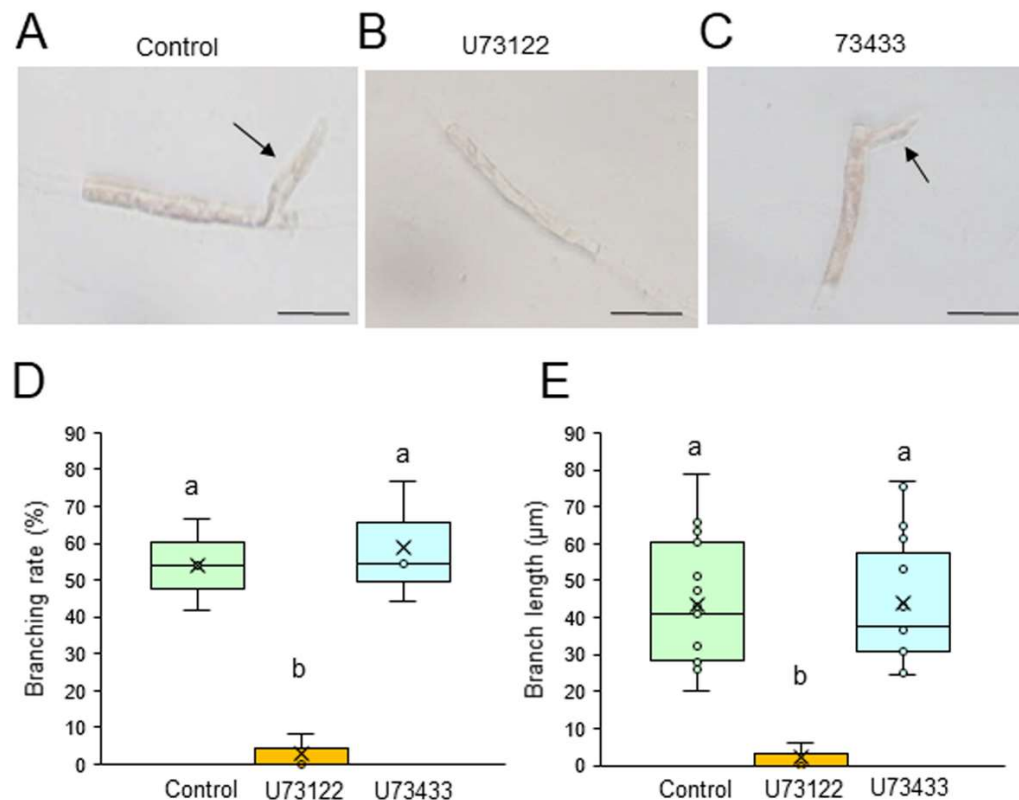 A
Control
B
U73122
C
73433
D
Branching rate (%)
90
80
70
60
50
40
30
20
10
0
a
b
a
Control
U73122
U73433
E
Branch length (µm)
90
80
70
60
50
40
30
20
10
0
a
b
a
Control
U73122
U73433